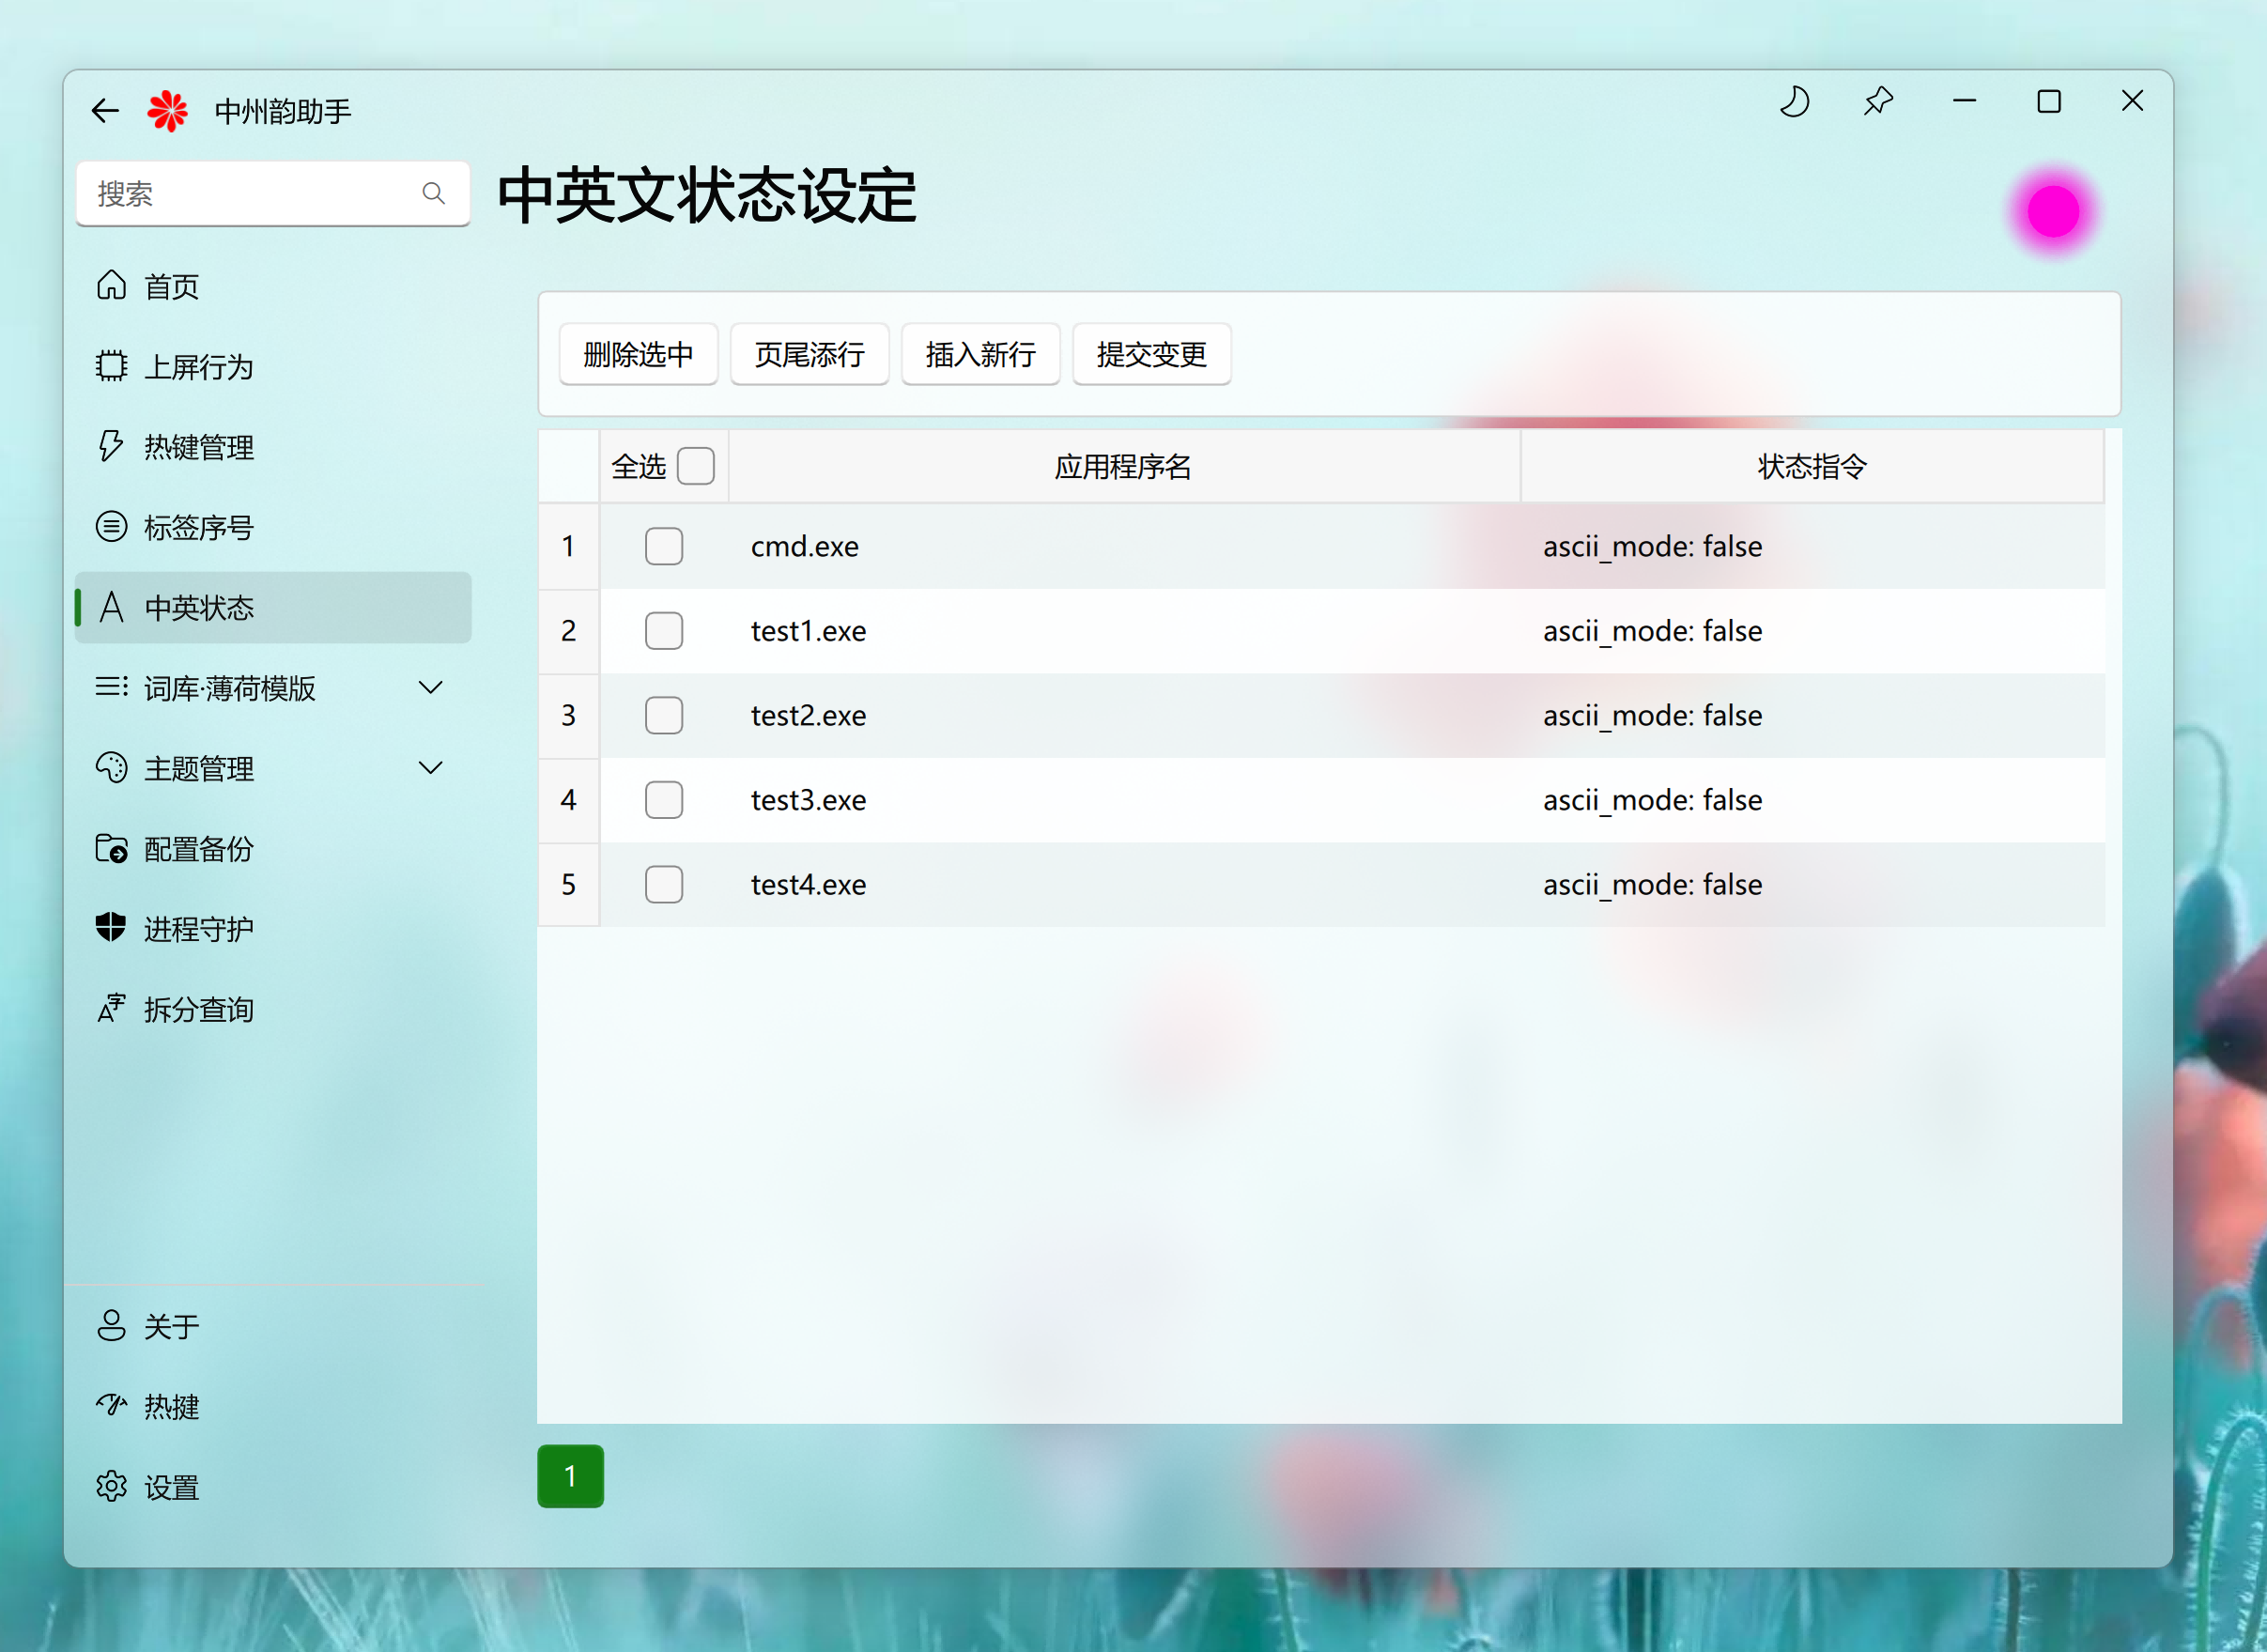 中州韵助手
搜索
中英文状态设定
首页
上屏行为
热键管理
标签序号
中英状态
词库·薄荷模版
主题管理
配置备份
进程守护
拆分查询
关于
热键
设置
删除选中 页尾添行 插入新行 提交变更
全选 应用程序名 状态指令
1 cmd.exe ascii_mode: false
2 test1.exe ascii_mode: false
3 test2.exe ascii_mode: false
4 test3.exe ascii_mode: false
5 test4.exe ascii_mode: false
1